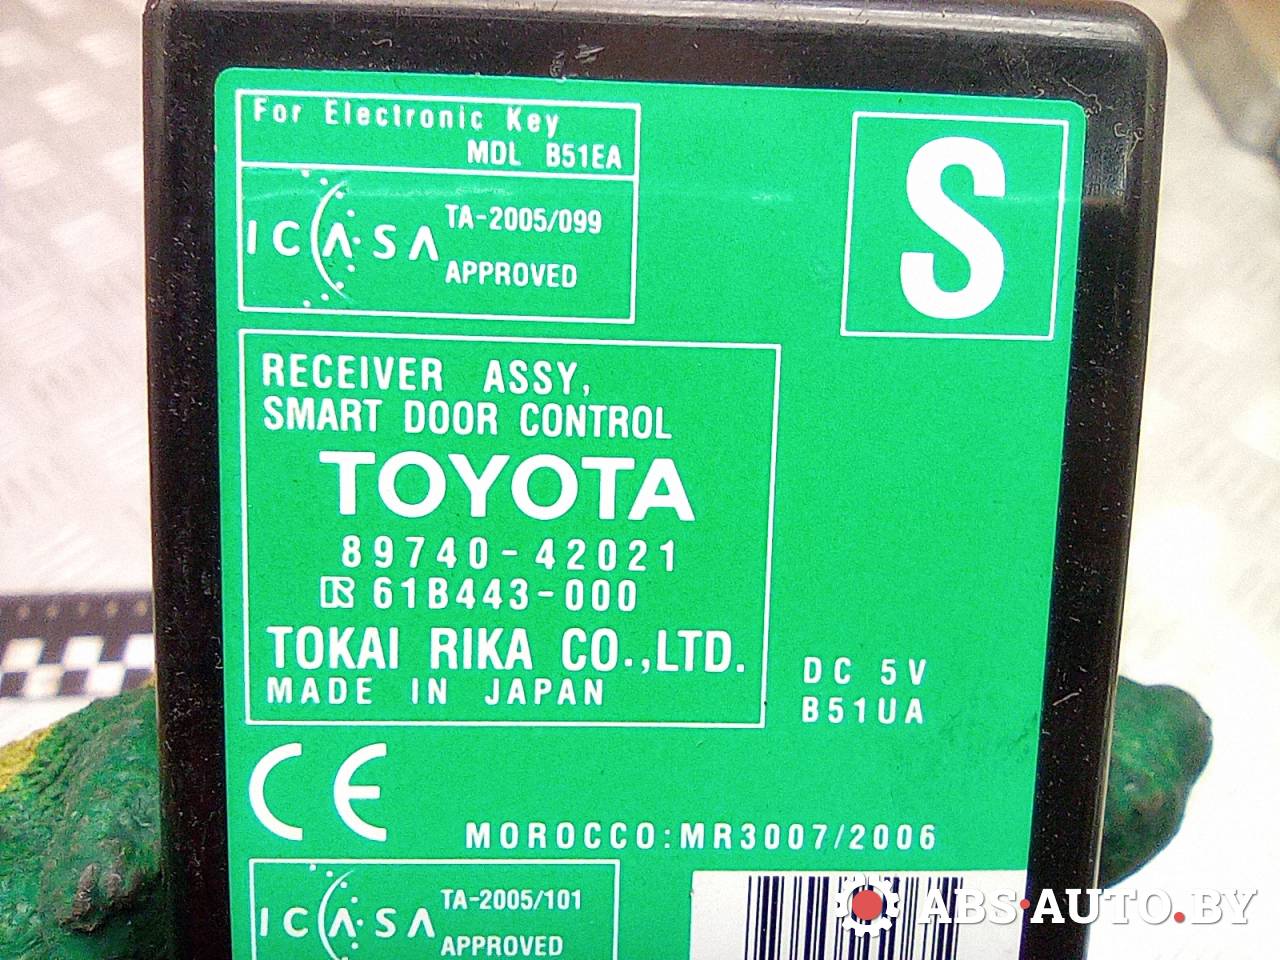 For Electronic Key
MDL B51EA
ICASA
TA-2005/099
APPROVED
S
RECEIVER ASSY,
SMART DOOR CONTROL
TOYOTA
89740-42021
61B443-000
TOKAI RIKA CO.,LTD.
MADE IN JAPAN
DC 5V
B51UA
CE
MOROCCO:MR3007/2006
ICASA
TA-2005/101
APPROVED
ABS-AUTO.BY